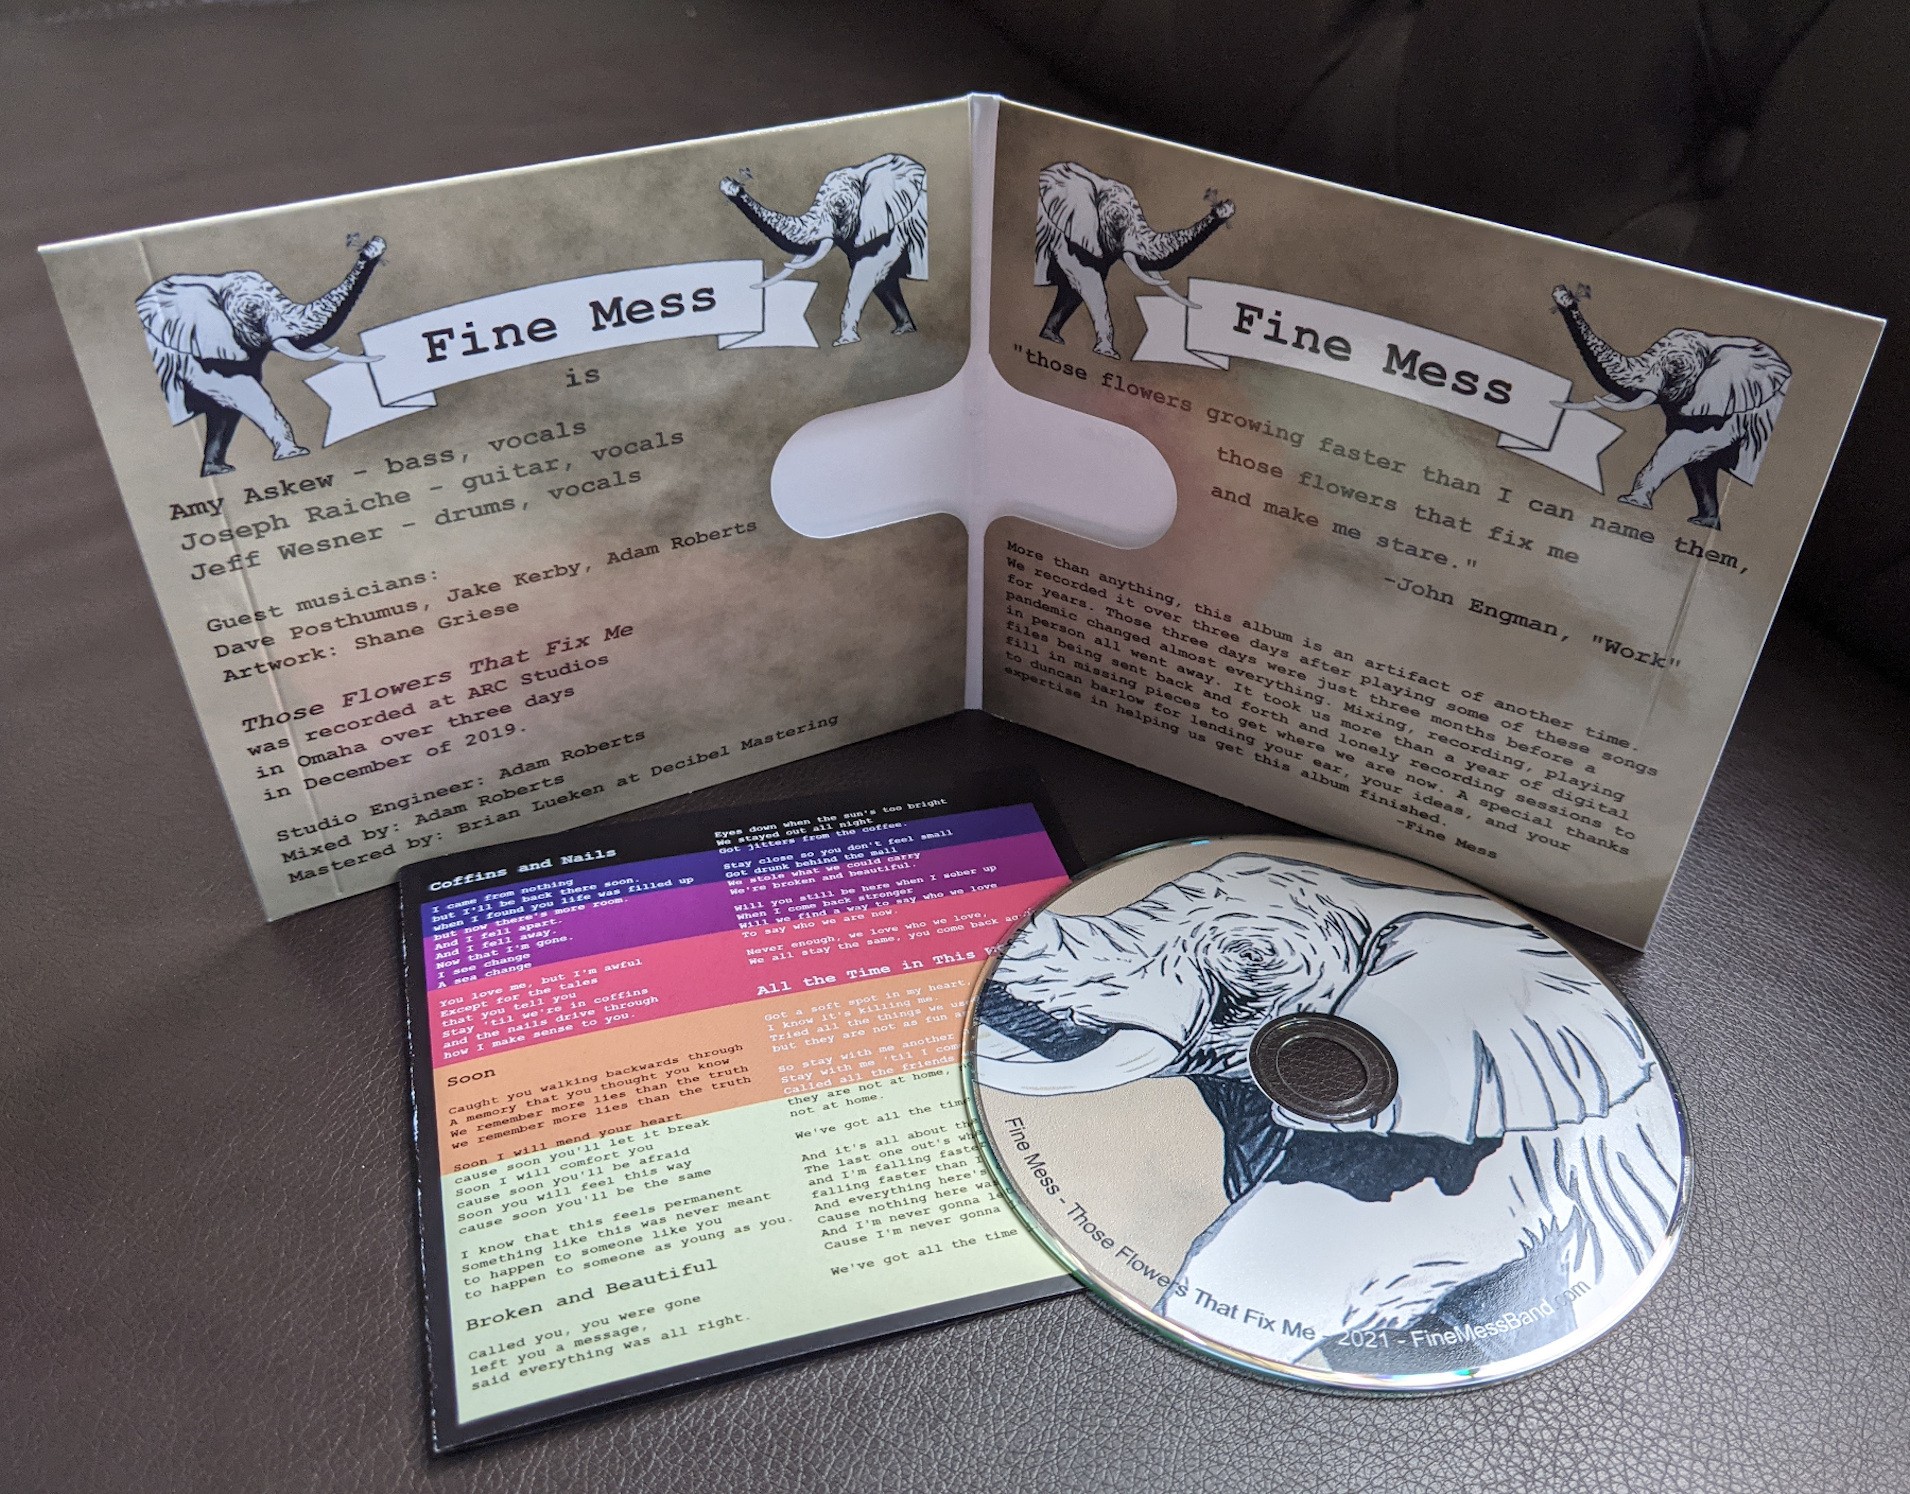 Fine Mess
is
Amy Askew - bass, vocals
Joseph Raiche - guitar, vocals
Jeff Wesner - drums, vocals
Guest musicians:
Dave Posthumus, Jake Kerby, Adam Roberts
Artwork: Shane Griese
Those Flowers That Fix Me
was recorded at ARC Studios
in Omaha over three days
in December of 2019.
Studio Engineer: Adam Roberts
Mixed by: Adam Roberts
Mastered by: Brian Lueken at Decibel Mastering
Fine Mess
"those flowers growing faster than I can name them,
those flowers that fix me
and make me stare."
-John Engman, "Work"
More than anything, this album is an artifact of another time.
We recorded it over three days after playing some of these songs
for years. Those three days were just three months before a
pandemic changed almost everything. Mixing, recording, playing
in person all went away. It took us more than a year of digital
files being sent back and forth and lonely recording sessions to
fill in missing pieces to get where we are now. A special thanks
to duncan barlow for lending your ear, your ideas, and your
expertise in helping us get this album finished.
-Fine Mess
Coffins and Nails
I came from nothing
but I'll be back there soon.
when I found you life was filled up
but now there's more room.
And I fell apart.
And I fell away.
Now that I'm gone.
I see change
A sea change
You love me, but I'm awful
Except for the tales
that you tell you
Stay 'til we're in coffins
and the nails drive through
how I make sense to you.
Soon
Caught you walking backwards through
A memory that you thought you know
We remember more lies than the truth
we remember more lies than the truth
Soon I will mend your heart
cause soon you'll let it break
Soon I will comfort you
cause soon you'll be afraid
Soon you will feel this way
cause soon you'll be the same
I know that this feels permanent
Something like this was never meant
to happen to someone like you
to happen to someone as young as you.
Broken and Beautiful
Called you, you were gone
left you a message,
said everything was all right.
Eyes down when the sun's too bright
We stayed out all night
Got jitters from the coffee.
Stay close so you don't feel small
Got drunk behind the mall
We stole what we could carry
We're broken and beautiful.
Will you still be here when I sober up
When I come back stronger
Will we find a way to say who we love
To say who we are now.
Never enough, we love who we love,
We all stay the same, you come back
All the Time in This
Got a soft spot in my heart,
I know it's killing me.
Tried all the things we
but they are not as fun
So stay with me another
Stay with me 'til I
Called all the friends
they are not at home,
not at home.
We've got all the time
And it's all about
The last one out's
and I'm falling
falling faster than
And everything here's
Cause nothing here
And I'm never gonna
Cause I'm never gonna
We've got all the time
Fine Mess - Those Flowers That Fix Me - 2021 - FineMessBand.com